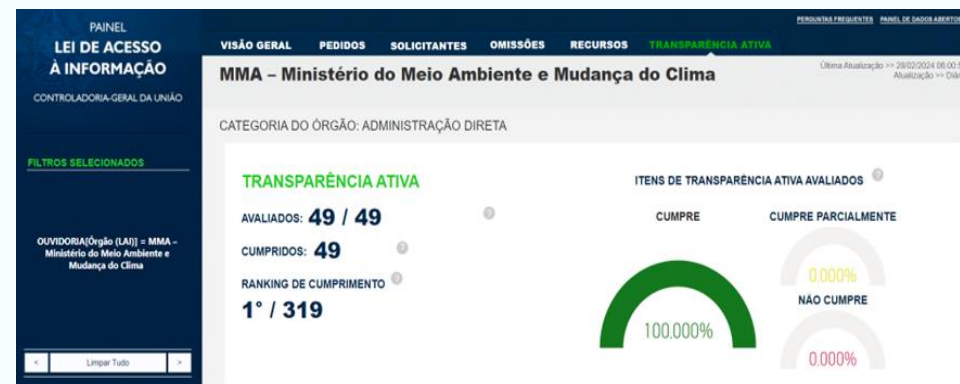 PERGUNTAS FREQUENTES PAINEL DE DADOS ABERTOS
PAINEL
LEI DE ACESSO
À INFORMAÇÃO
CONTROLADORIA-GERAL DA UNIÃO
VISÃO GERAL PEDIDOS SOLICITANTES OMISSÕES RECURSOS TRANSPARÊNCIA ATIVA
MMA – Ministério do Meio Ambiente e Mudança do Clima
Última Atualização >> 28/02/2024 06:00
Atualização >>
CATEGORIA DO ÓRGÃO: ADMINISTRAÇÃO DIRETA
FILTROS SELECIONADOS
OUVIDORIA[Órgão (LAI)] = MMA –
Ministério do Meio Ambiente e
Mudança do Clima
< Limpar Tudo >
TRANSPARÊNCIA ATIVA
AVALIADOS: 49 / 49 ?
CUMPRIDOS: 49 ?
RANKING DE CUMPRIMENTO ?
1° / 319
ITENS DE TRANSPARÊNCIA ATIVA AVALIADOS ?
CUMPRE
100.000%
CUMPRE PARCIALMENTE
0.000%
NÃO CUMPRE
0.000%